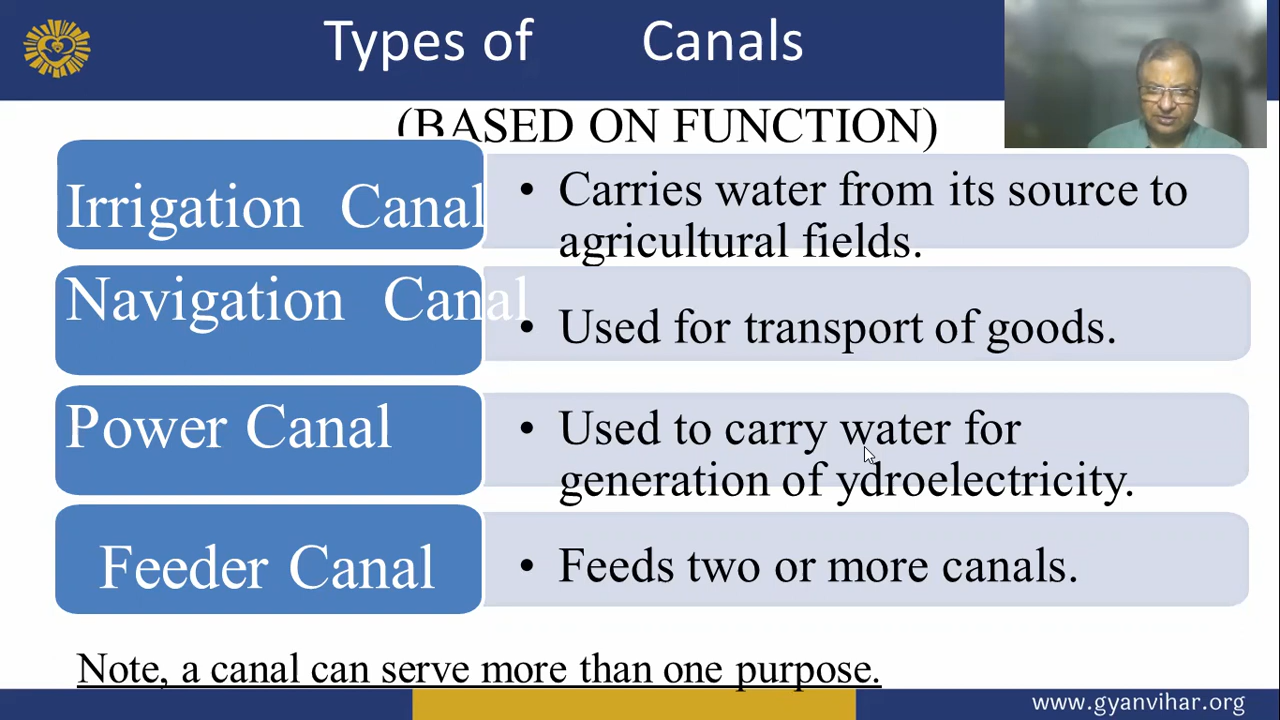 Types of Canals
(BASED ON FUNCTION)
Irrigation Canal
• Carries water from its source to
agricultural fields.
Navigation Canal
• Used for transport of goods.
Power Canal
• Used to carry water for
generation of ydroelectricity.
Feeder Canal
• Feeds two or more canals.
Note, a canal can serve more than one purpose.
www.gyanvihar.org